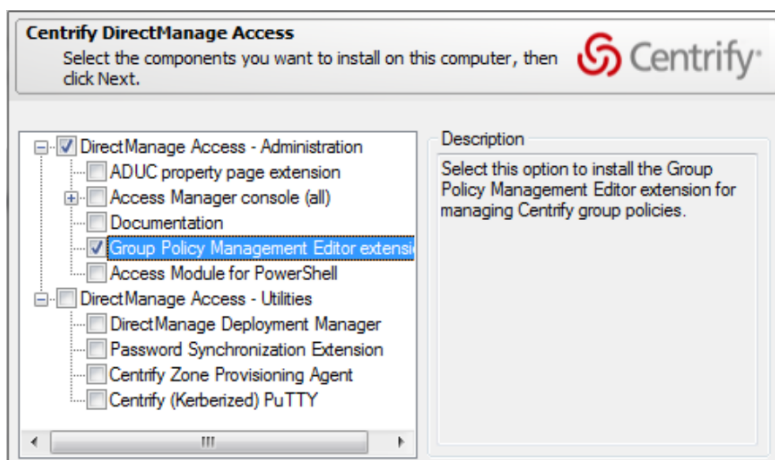 Centrify DirectManage Access
Select the components you want to install on this computer, then
click Next.
Centrify
DirectManage Access - Administration
ADUC property page extension
Access Manager console (all)
Documentation
Group Policy Management Editor extensi
Access Module for PowerShell
DirectManage Access - Utilities
DirectManage Deployment Manager
Password Synchronization Extension
Centrify Zone Provisioning Agent
Centrify (Kerberized) PuTTY
Description
Select this option to install the Group
Policy Management Editor extension for
managing Centrify group policies.